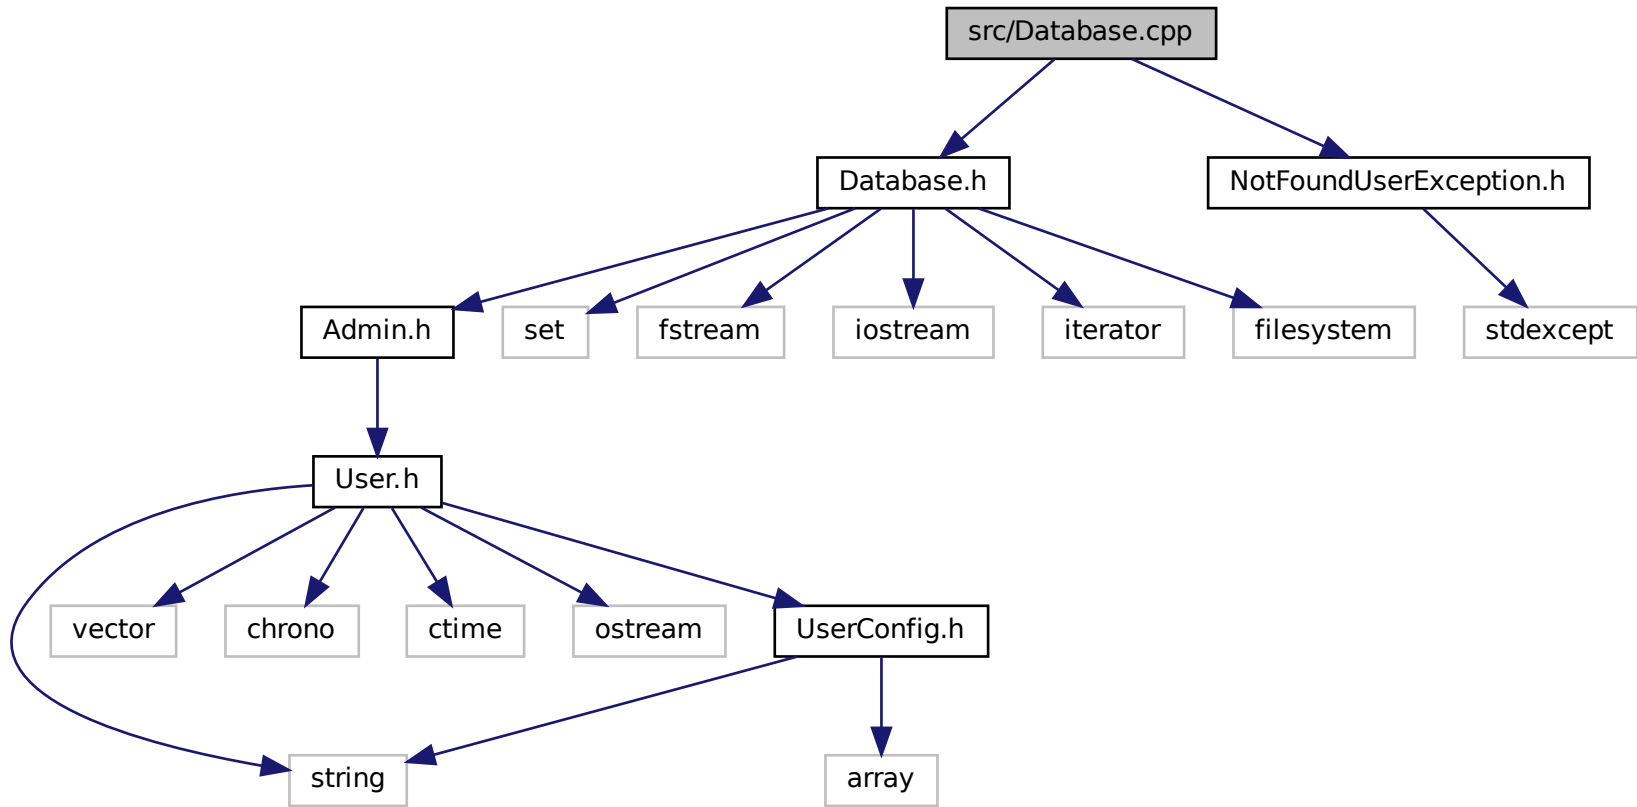 src/Database.cpp
Database.h
NotFoundUserException.h
Admin.h
set
fstream
iostream
iterator
filesystem
stdexcept
User.h
vector
chrono
ctime
ostream
UserConfig.h
string
array